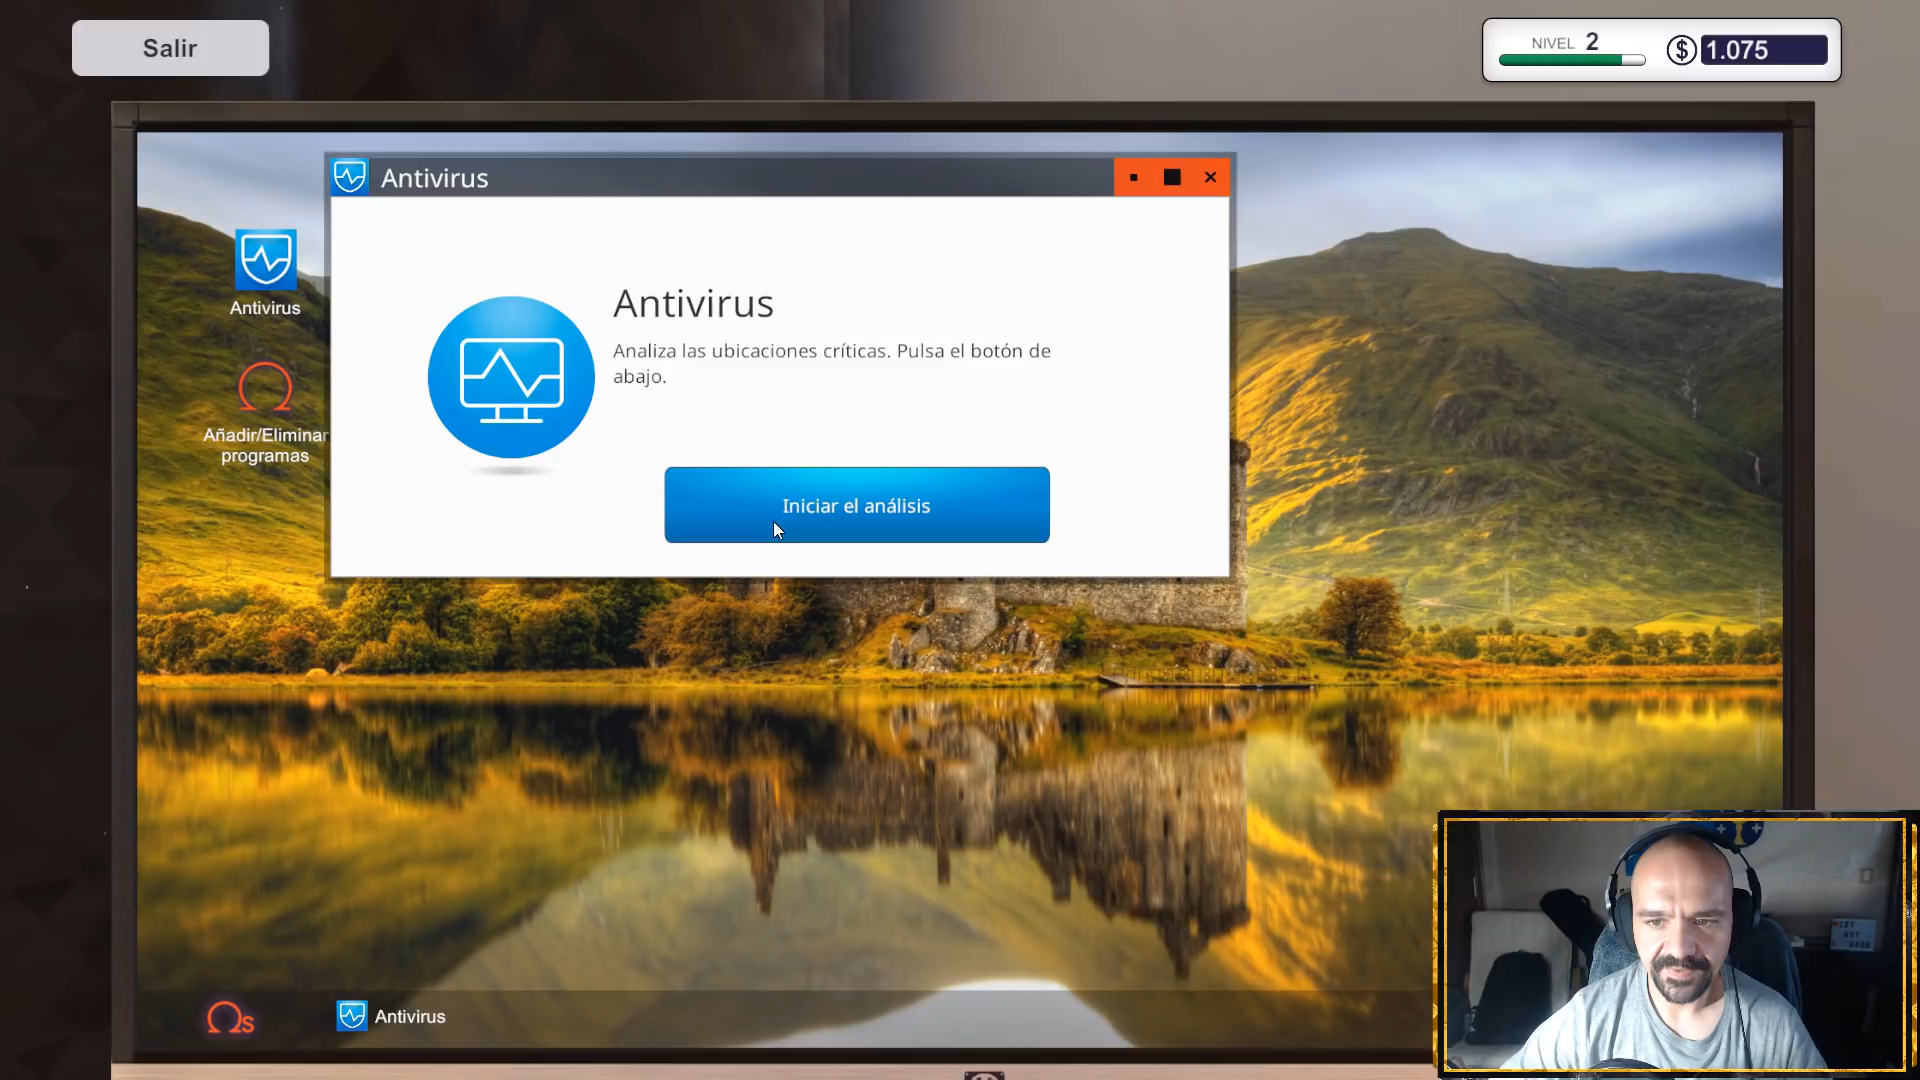 Salir
NIVEL 2
$ 1.075
Antivirus
Antivirus
Antivirus
Analiza las ubicaciones críticas. Pulsa el botón de
abajo.
Añadir/Eliminar
programas
Iniciar el análisis
Ωs
Antivirus